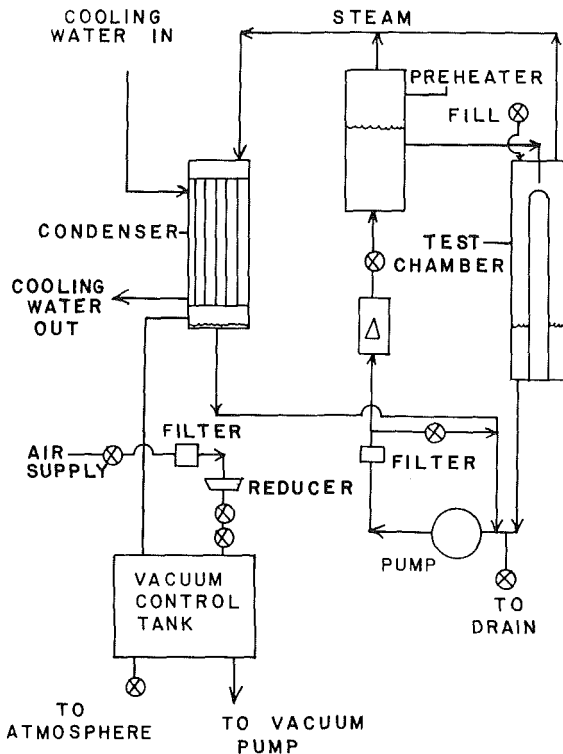 COOLING
WATER IN
STEAM
PREHEATER
FILL
CONDENSER
TEST
CHAMBER
COOLING
WATER
OUT
FILTER
AIR
SUPPLY
REDUCER
FILTER
PUMP
VACUUM
CONTROL
TANK
TO
DRAIN
TO
ATMOSPHERE
TO VACUUM
PUMP